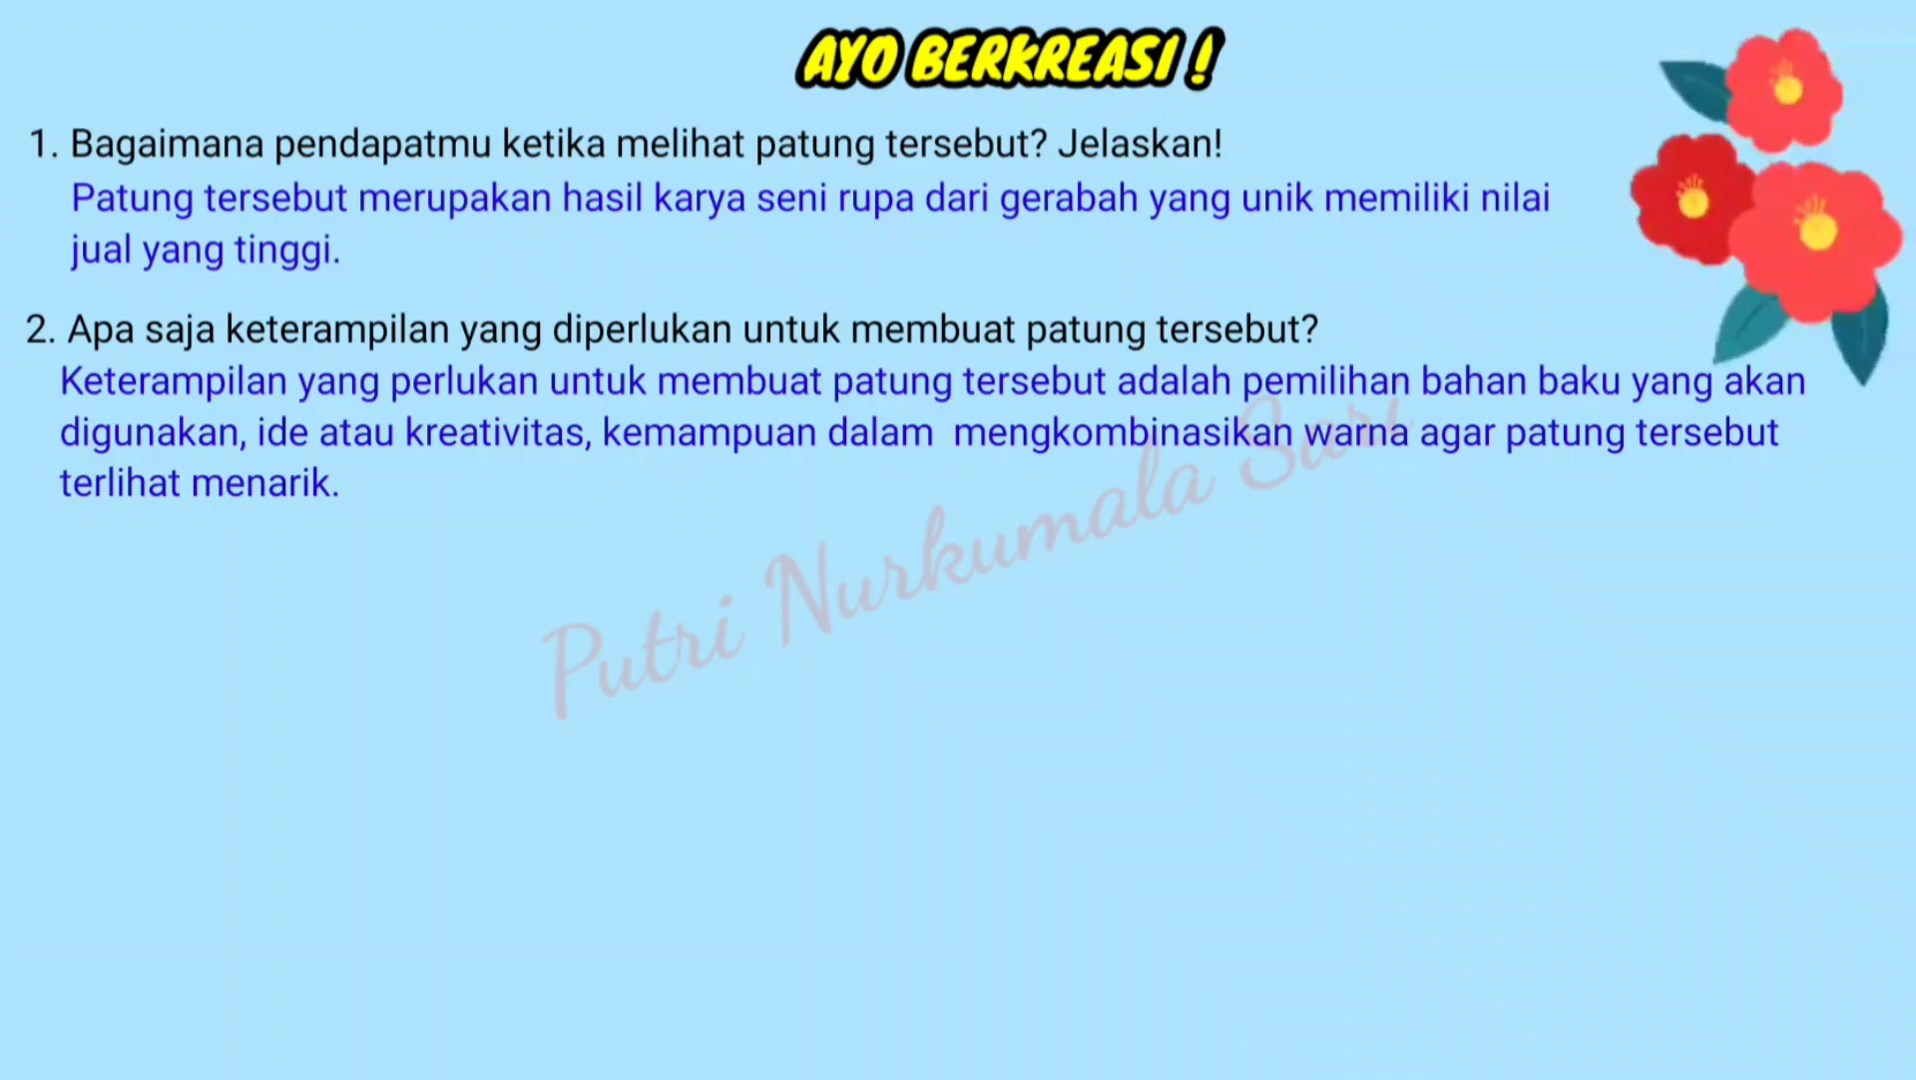 AYO BERKREASI !
1. Bagaimana pendapatmu ketika melihat patung tersebut? Jelaskan!
Patung tersebut merupakan hasil karya seni rupa dari gerabah yang unik memiliki nilai
jual yang tinggi.
2. Apa saja keterampilan yang diperlukan untuk membuat patung tersebut?
Keterampilan yang perlukan untuk membuat patung tersebut adalah pemilihan bahan baku yang akan
digunakan, ide atau kreativitas, kemampuan dalam  mengkombinasikan warna agar patung tersebut
terlihat menarik.
Putri Nurkumala Sari